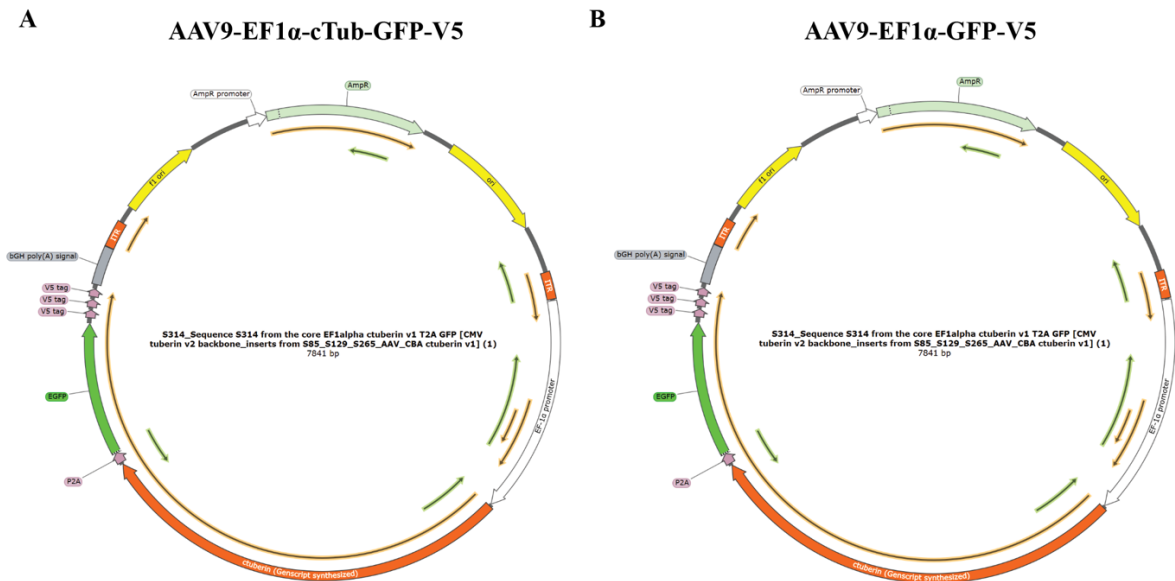 A
AAV9-EF1α-cTub-GFP-V5
AmpR promoter
AmpR
f1 ori
ori
ITR
ITR
bGH poly(A) signal
V5 tag
V5 tag
V5 tag
S314_Sequence S314 from the core EF1alpha ctuberin v1 T2A GFP [CMV
tuberin v2 backbone_inserts from S85_S129_S265_AAV_CBA ctuberin v1] (1)
7841 bp
EGFP
EF-1α promoter
P2A
ctuberin (Genscript synthesized)
B
AAV9-EF1α-GFP-V5
AmpR promoter
AmpR
f1 ori
ori
ITR
ITR
bGH poly(A) signal
V5 tag
V5 tag
V5 tag
S314_Sequence S314 from the core EF1alpha ctuberin v1 T2A GFP [CMV
tuberin v2 backbone_inserts from S85_S129_S265_AAV_CBA ctuberin v1] (1)
7841 bp
EGFP
EF-1α promoter
P2A
ctuberin (Genscript synthesized)